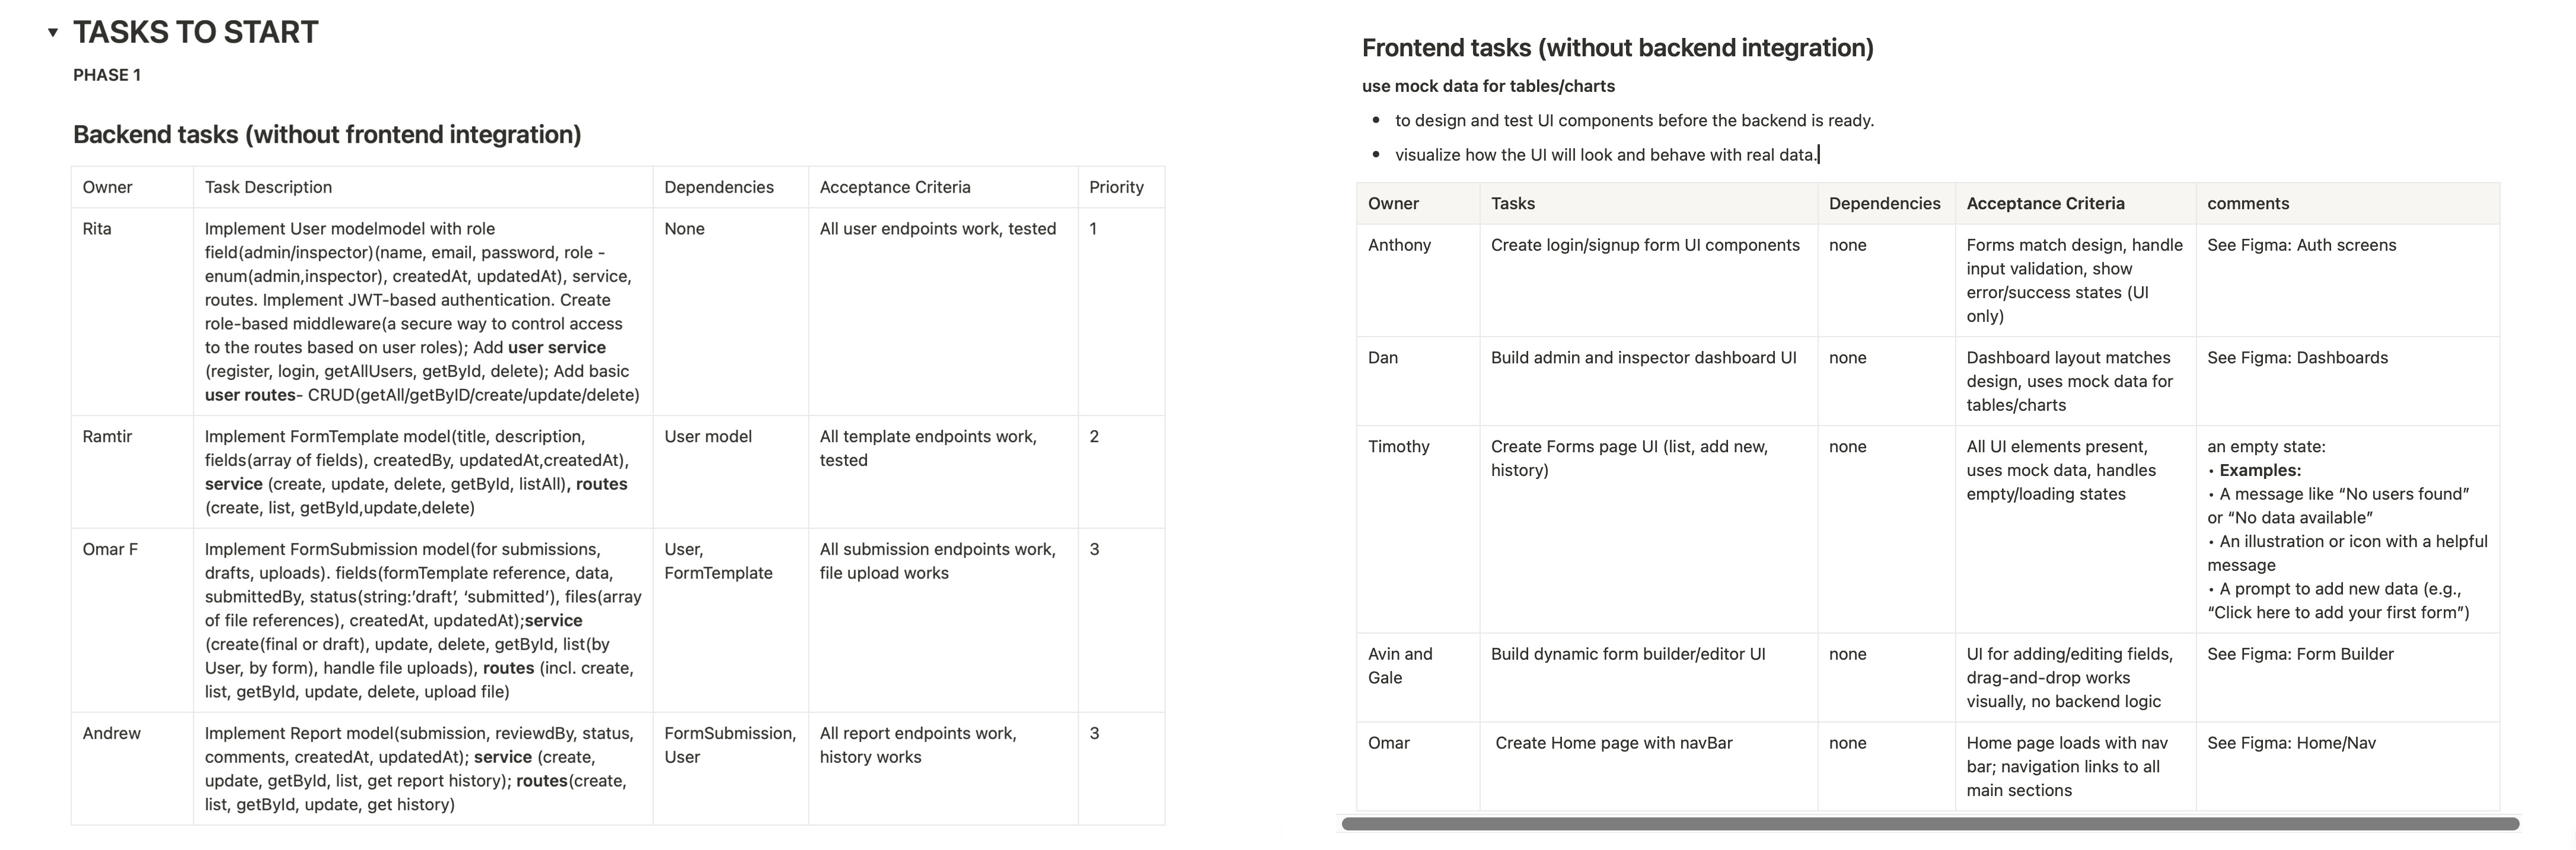 TASKS TO START
PHASE 1
Backend tasks (without frontend integration)
Owner
Task Description
Dependencies
Acceptance Criteria
Priority
Rita
Implement User modelmodel with role
field(admin/inspector)(name, email, password, role -
enum(admin,inspector), createdAt, updatedAt), service,
routes. Implement JWT-based authentication. Create
role-based middleware(a secure way to control access
to the routes based on user roles); Add user service
(register, login, getAllUsers, getById, delete); Add basic
user routes- CRUD(getAll/getByID/create/update/delete)
None
All user endpoints work, tested
1
Ramtir
Implement FormTemplate model(title, description,
fields(array of fields), createdBy, updatedAt,createdAt),
service (create, update, delete, getById, listAll), routes
(create, list, getById,update,delete)
User model
All template endpoints work,
tested
2
Omar F
Implement FormSubmission model(for submissions,
drafts, uploads). fields(formTemplate reference, data,
submittedBy, status(string:’draft’, ‘submitted’), files(array
of file references), createdAt, updatedAt);service
(create(final or draft), update, delete, getById, list(by
User, by form), handle file uploads), routes (incl. create,
list, getById, update, delete, upload file)
User,
FormTemplate
All submission endpoints work,
file upload works
3
Andrew
Implement Report model(submission, reviewdBy, status,
comments, createdAt, updatedAt); service (create,
update, getById, list, get report history); routes(create,
list, getById, update, get history)
FormSubmission,
User
All report endpoints work,
history works
3
Frontend tasks (without backend integration)
use mock data for tables/charts
• to design and test UI components before the backend is ready.
• visualize how the UI will look and behave with real data.
Owner
Tasks
Dependencies
Acceptance Criteria
comments
Anthony
Create login/signup form UI components
none
Forms match design, handle
input validation, show
error/success states (UI
only)
See Figma: Auth screens
Dan
Build admin and inspector dashboard UI
none
Dashboard layout matches
design, uses mock data for
tables/charts
See Figma: Dashboards
Timothy
Create Forms page UI (list, add new,
history)
none
All UI elements present,
uses mock data, handles
empty/loading states
an empty state:
• Examples:
• A message like “No users found”
or “No data available”
• An illustration or icon with a helpful
message
• A prompt to add new data (e.g.,
“Click here to add your first form”)
Avin and
Gale
Build dynamic form builder/editor UI
none
UI for adding/editing fields,
drag-and-drop works
visually, no backend logic
See Figma: Form Builder
Omar
Create Home page with navBar
none
Home page loads with nav
bar; navigation links to all
main sections
See Figma: Home/Nav